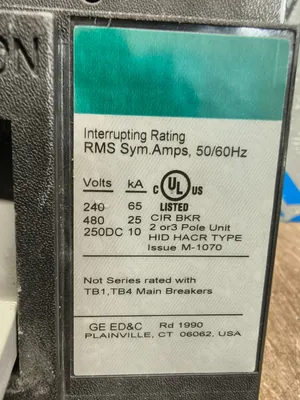 ON
Interrupting Rating
RMS Sym.Amps, 50/60Hz
Volts kA
240 65
480 25
250DC 10
C UL US
LISTED
CIR BKR
2 or3 Pole Unit
HID HACR TYPE
Issue M-1070
Not Series rated with
TB1,TB4 Main Breakers
GE ED&C Rd 1990
PLAINVILLE, CT 06062, USA